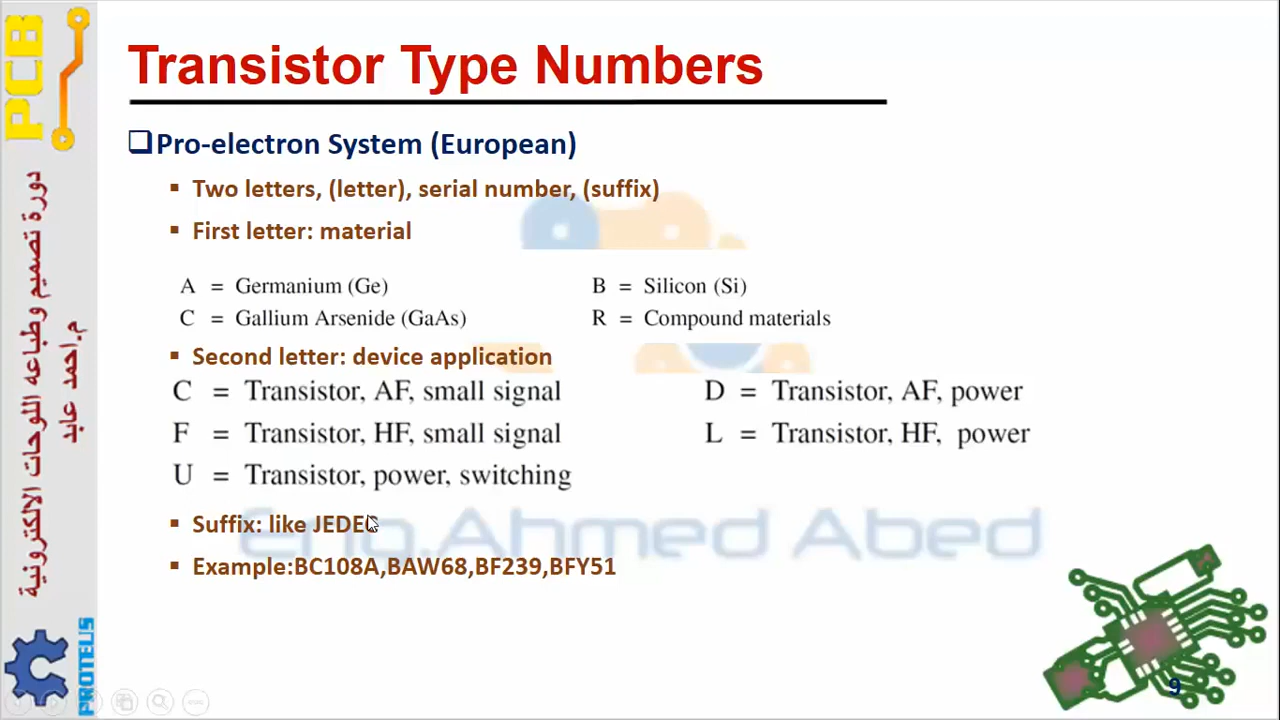 Transistor Type Numbers
Pro-electron System (European)
Two letters, (letter), serial number, (suffix)
First letter: material
A = Germanium (Ge) B = Silicon (Si)
C = Gallium Arsenide (GaAs) R = Compound materials
Second letter: device application
C = Transistor, AF, small signal D = Transistor, AF, power
F = Transistor, HF, small signal L = Transistor, HF, power
U = Transistor, power, switching
Suffix: like JEDEC
Example:BC108A,BAW68,BF239,BFY51
Eng.Ahmed Abed
9
PCB
دورة تصميم وطباعه اللوحات الالكترونية
م.احمد عابد
PROTEUS